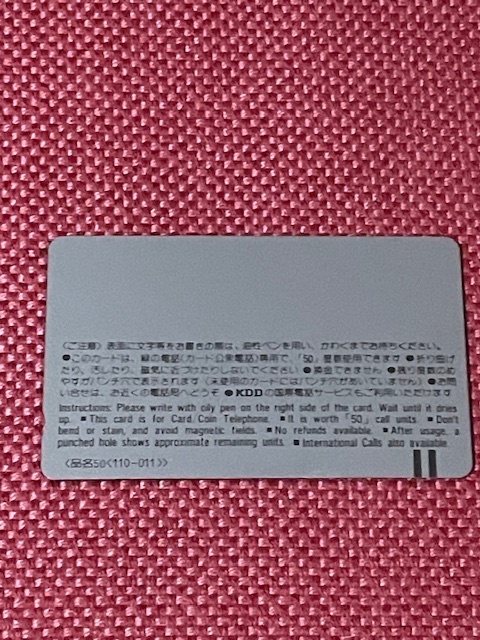 〈ご注意〉表面に文字等をお書きの際は、油性ペンを用い、かわくまでお待ちください。
●このカードは、緑の電話(カード公衆電話)専用で、「50」度数使用できます ●折り曲げ
たり、汚したり、磁気に近づけたりしないでください ●換金できません ●残り度数のめ
やすがパンチ穴で表示されます(未使用のカードにはパンチ穴があいていません) ●お問
い合せは、お近くの電話局へどうぞ ●KDDの国際電話サービスもご利用いただけます
Instructions: Please write with oily pen on the right side of the card. Wait until it dries
up. ■ This card is for Card/Coin Telephone. ■ It is worth 「50」 call units. ■ Don't
bend or stain, and avoid magnetic fields. ■ No refunds available. ■ After usage, a
punched hole shows approximate remaining units. ■ International Calls also available.
〈品名50〈110-011〉〉